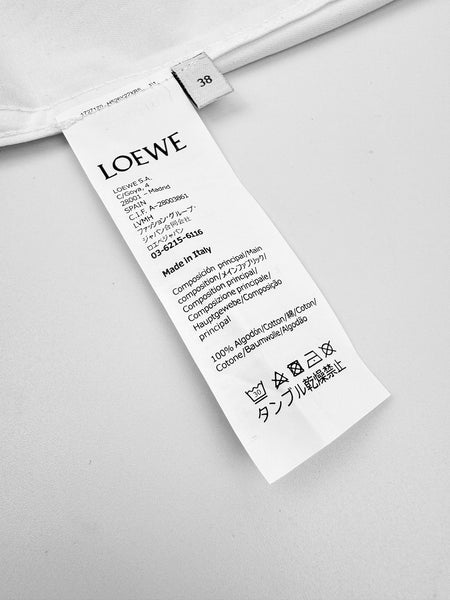 38
LOEWE
LOEWE S.A.
C/Goya, 4
28001 - Madrid
SPAIN
C.I.F. A-28003861
LVMH
ファッション・グループ・
ジャパン合同会社
ロエベジャパン
03-6215-6116
Made in Italy
Composición principal/Main
composition/メインファブリック/
Composition principal/
Composizione principale/
Hauptgewebe/Composição
principal
100% Algodón/Cotton/綿/Coton/
Cotone/Baumwolle/Algodão
30
タンブル乾燥禁止